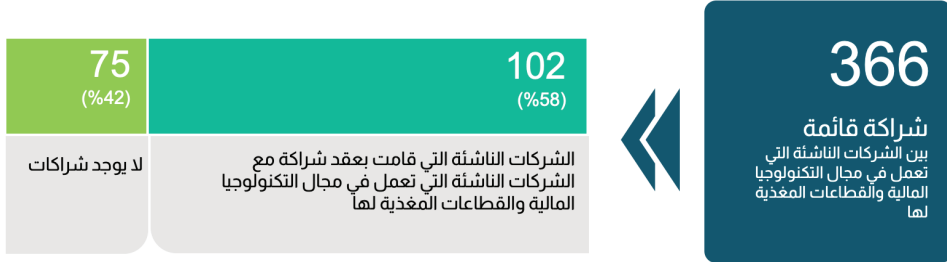 366
شراكة قائمة
بين الشركات الناشئة التي
تعمل في مجال التكنولوجيا
المالية والقطاعات المغذية
لها
102
(%58)
الشركات الناشئة التي قامت بعقد شراكة مع
الشركات الناشئة التي تعمل في مجال التكنولوجيا
المالية والقطاعات المغذية لها
75
(%42)
لا يوجد شراكات